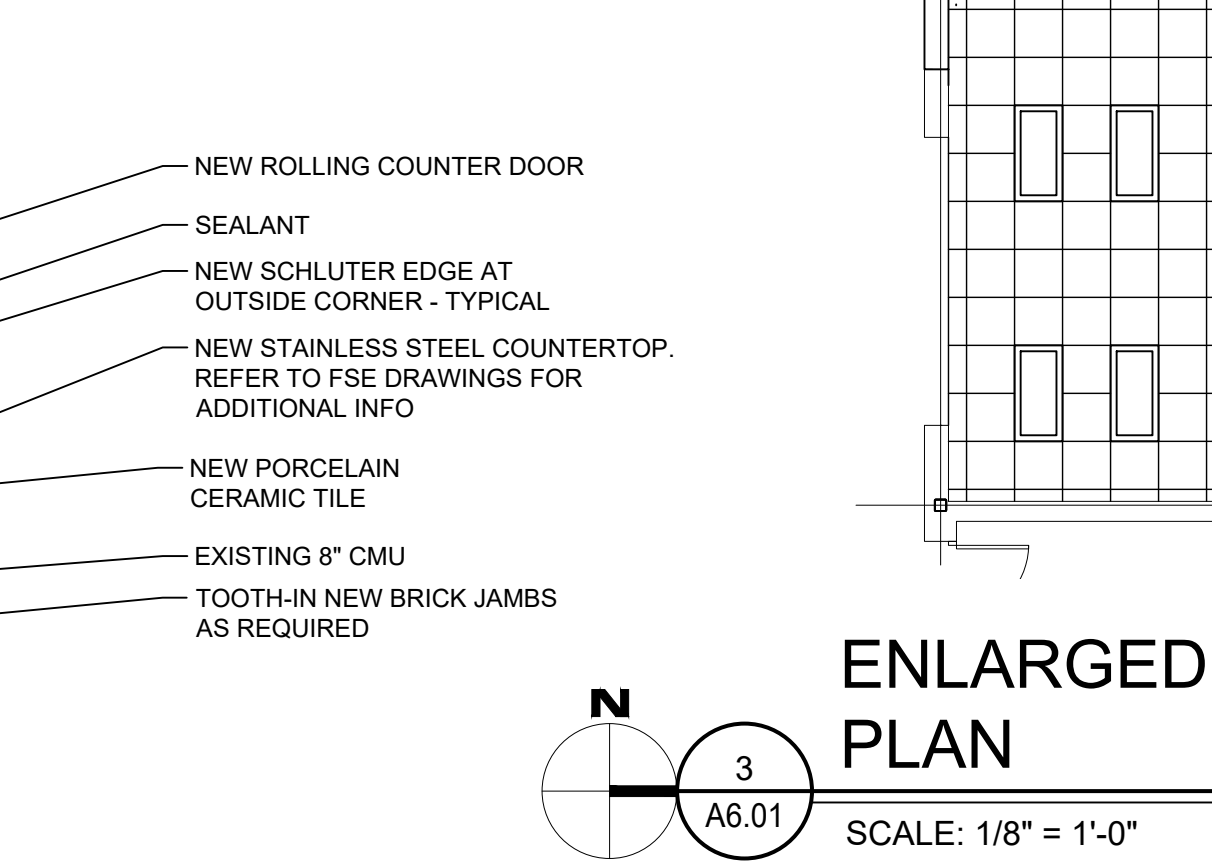 NEW ROLLING COUNTER DOOR
SEALANT
NEW SCHLUTER EDGE AT
OUTSIDE CORNER - TYPICAL
NEW STAINLESS STEEL COUNTERTOP.
REFER TO FSE DRAWINGS FOR
ADDITIONAL INFO
NEW PORCELAIN
CERAMIC TILE
EXISTING 8" CMU
TOOTH-IN NEW BRICK JAMBS
AS REQUIRED
N
3
A6.01
ENLARGED
PLAN
SCALE: 1/8" = 1'-0"